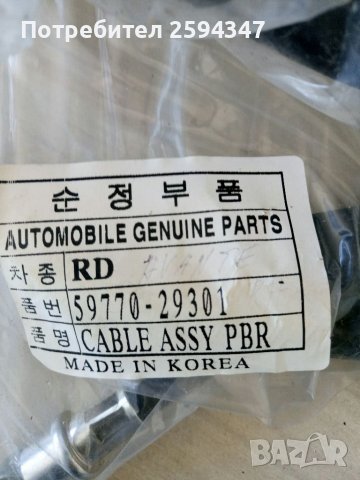 Потребител 2594347
순정부품
AUTOMOBILE GENUINE PARTS
차종 RD
품번 59770-29301
품명 CABLE ASSY PBR
MADE IN KOREA
BAZAR